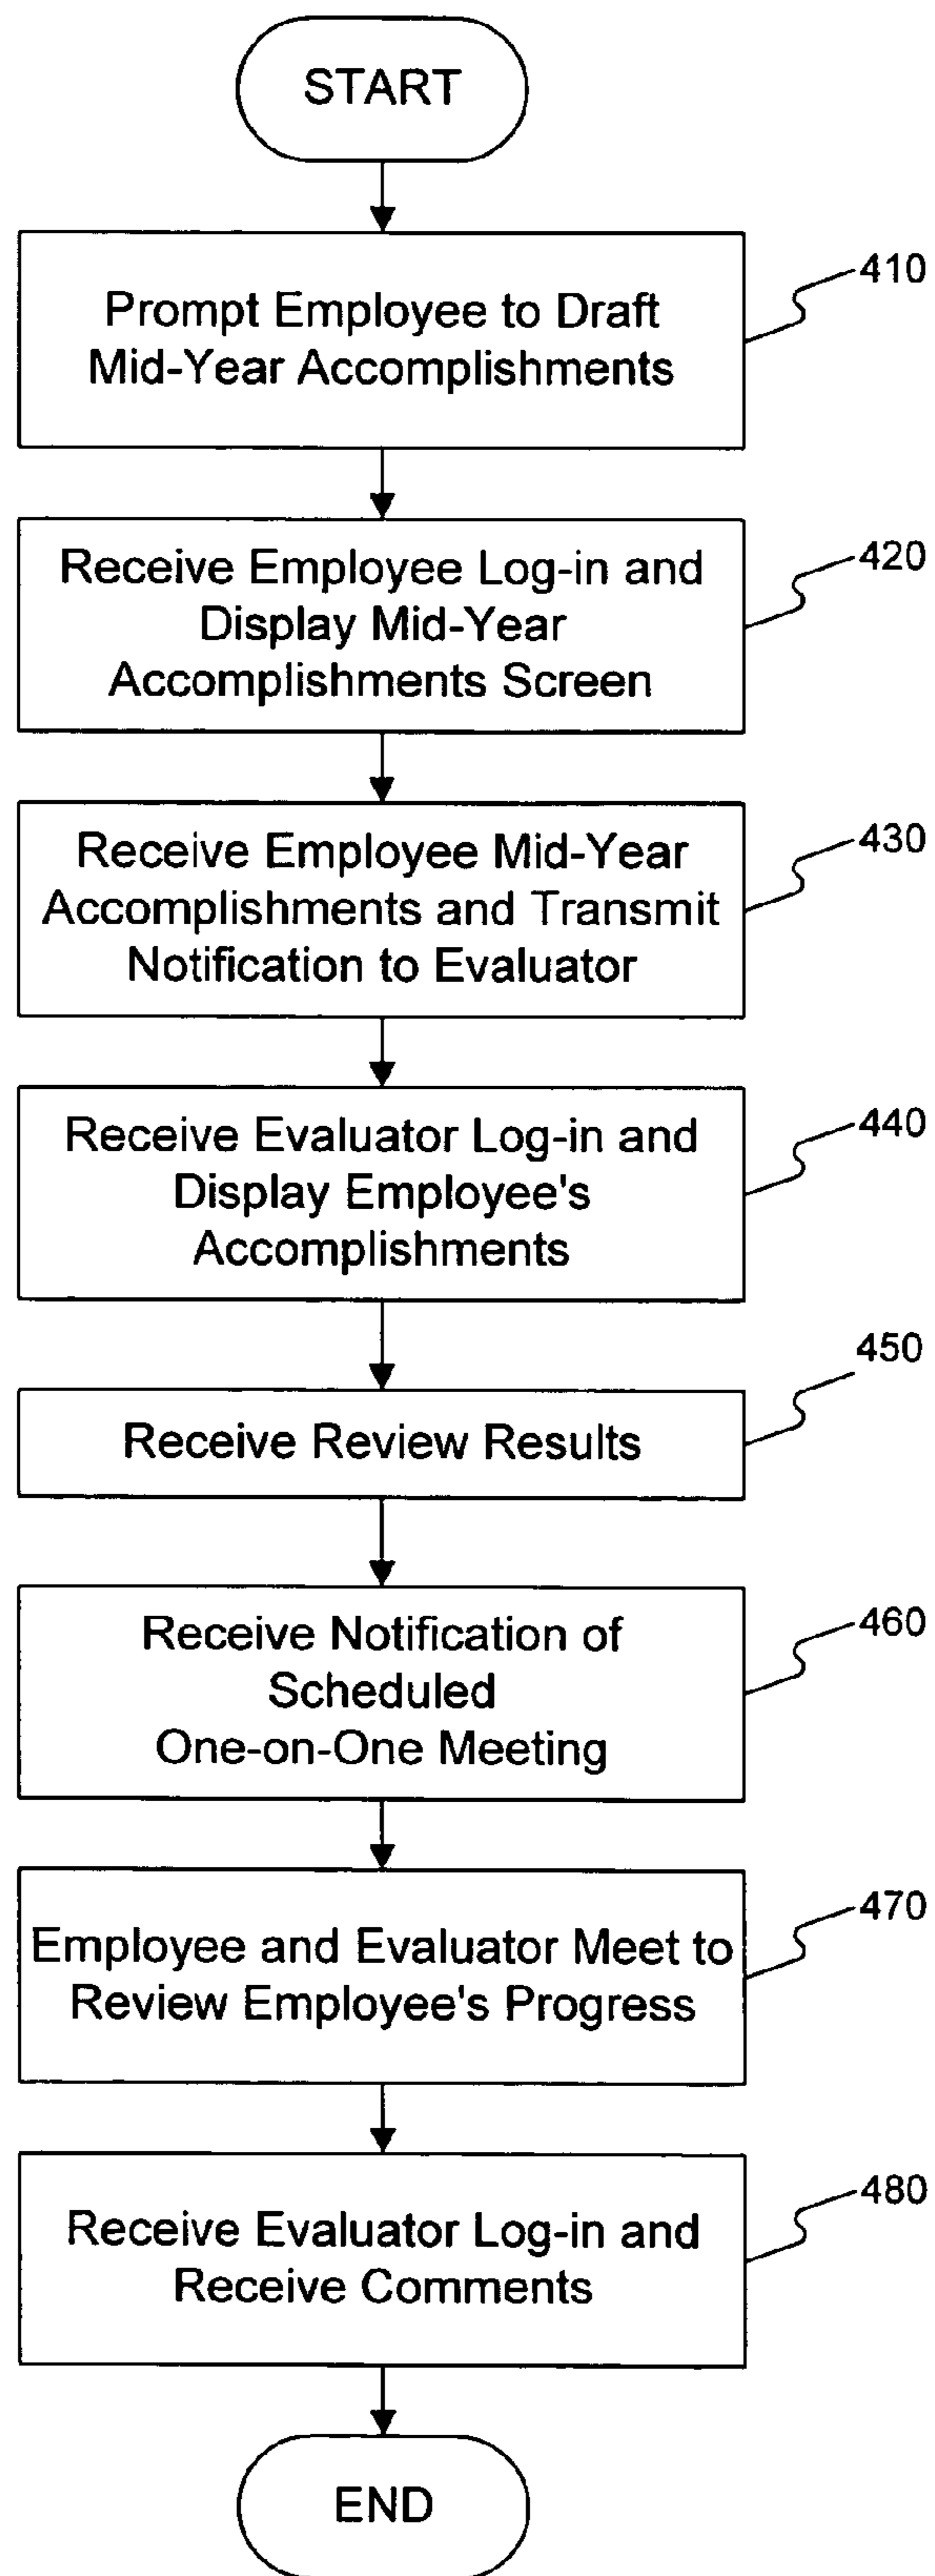 START
Prompt Employee to Draft
Mid-Year Accomplishments
410
Receive Employee Log-in and
Display Mid-Year
Accomplishments Screen
420
Receive Employee Mid-Year
Accomplishments and Transmit
Notification to Evaluator
430
Receive Evaluator Log-in and
Display Employee's
Accomplishments
440
Receive Review Results
450
Receive Notification of
Scheduled
One-on-One Meeting
460
Employee and Evaluator Meet to
Review Employee's Progress
470
Receive Evaluator Log-in and
Receive Comments
480
END